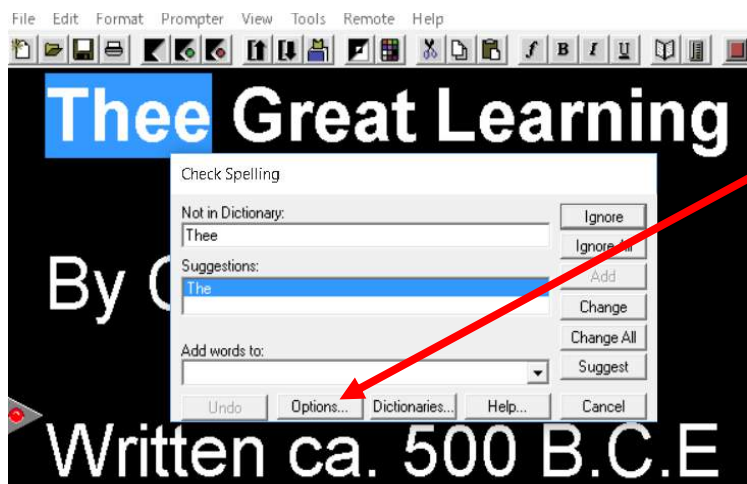 File Edit Format Prompter View Tools Remote Help
f B I U
Thee Great Learning
Check Spelling
Not in Dictionary:
Thee
Ignore
Ignore All
Suggestions:
The
Add
By
Change
Change All
Add words to:
Suggest
Undo Options... Dictionaries... Help... Cancel
Written ca. 500 B.C.E